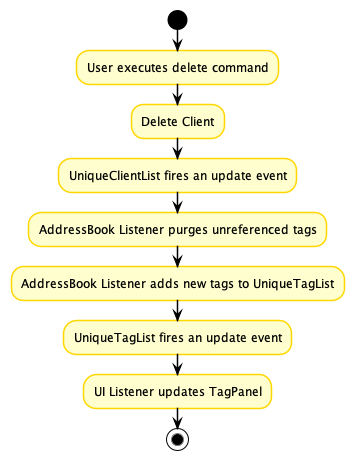 User executes delete command
Delete Client
UniqueClientList fires an update event
AddressBook Listener purges unreferenced tags
AddressBook Listener adds new tags to UniqueTagList
UniqueTagList fires an update event
UI Listener updates TagPanel